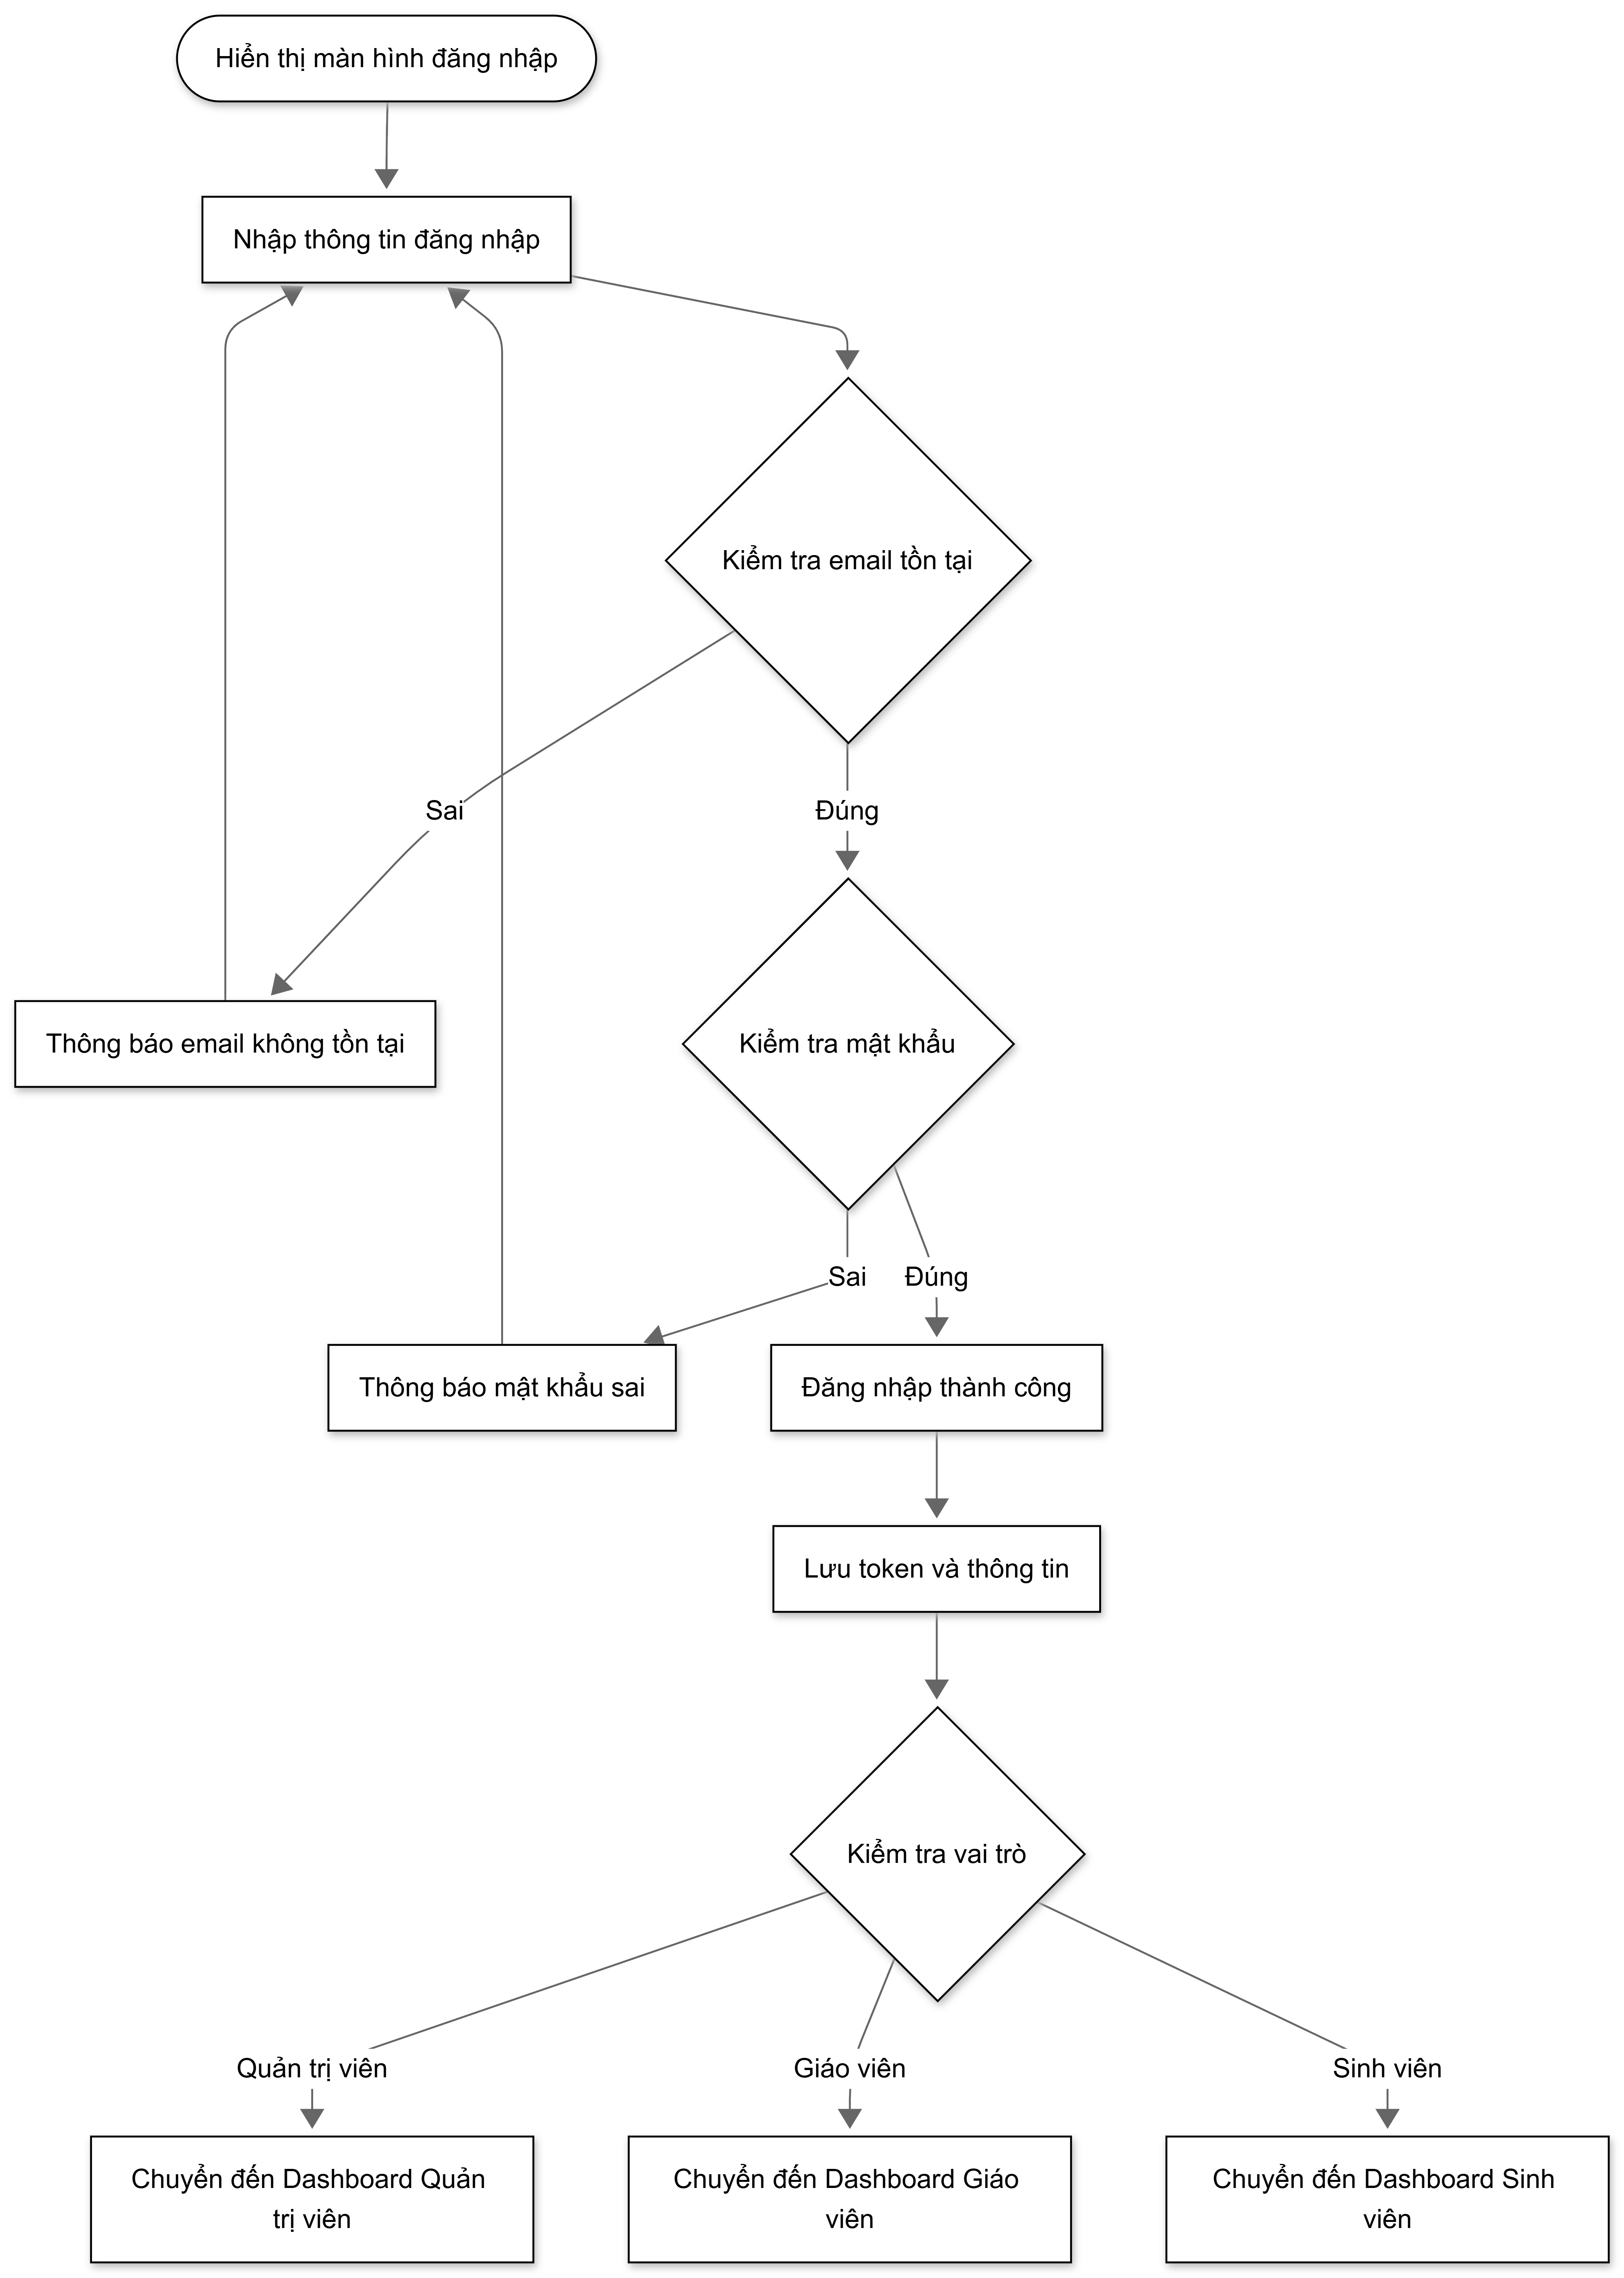 Hiển thị màn hình đăng nhập
Nhập thông tin đăng nhập
Kiểm tra email tồn tại
Sai
Đúng
Thông báo email không tồn tại
Kiểm tra mật khẩu
Sai
Đúng
Thông báo mật khẩu sai
Đăng nhập thành công
Lưu token và thông tin
Kiểm tra vai trò
Quản trị viên
Giáo viên
Sinh viên
Chuyển đến Dashboard Quản
trị viên
Chuyển đến Dashboard Giáo
viên
Chuyển đến Dashboard Sinh
viên